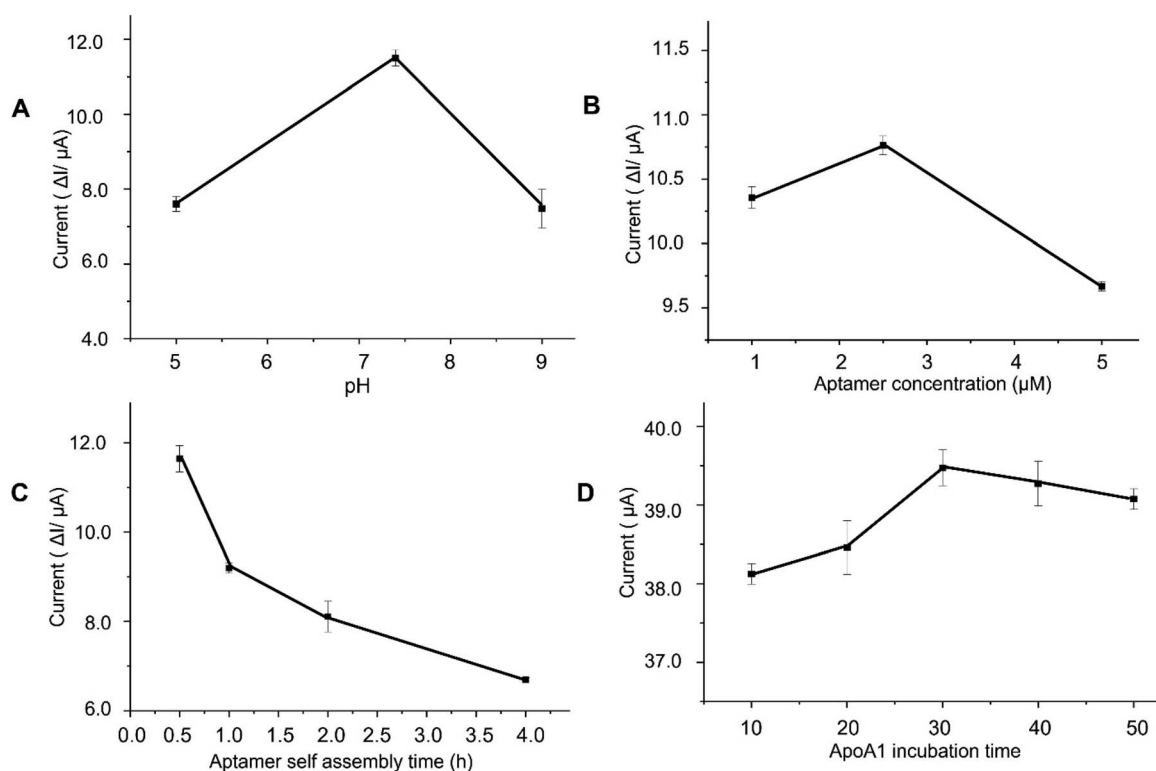 A
Current ( ΔI/ μA)
12.0
10.0
8.0
6.0
4.0
5 6 7 8 9
pH
B
Current ( ΔI/ μA)
11.5
11.0
10.5
10.0
9.5
1 2 3 4 5
Aptamer concentration (μM)
C
Current ( ΔI/ μA)
12.0
10.0
8.0
6.0
0.0 0.5 1.0 1.5 2.0 2.5 3.0 3.5 4.0
Aptamer self assembly time (h)
D
Current ( μA)
40.0
39.0
38.0
37.0
10 20 30 40 50
ApoA1 incubation time